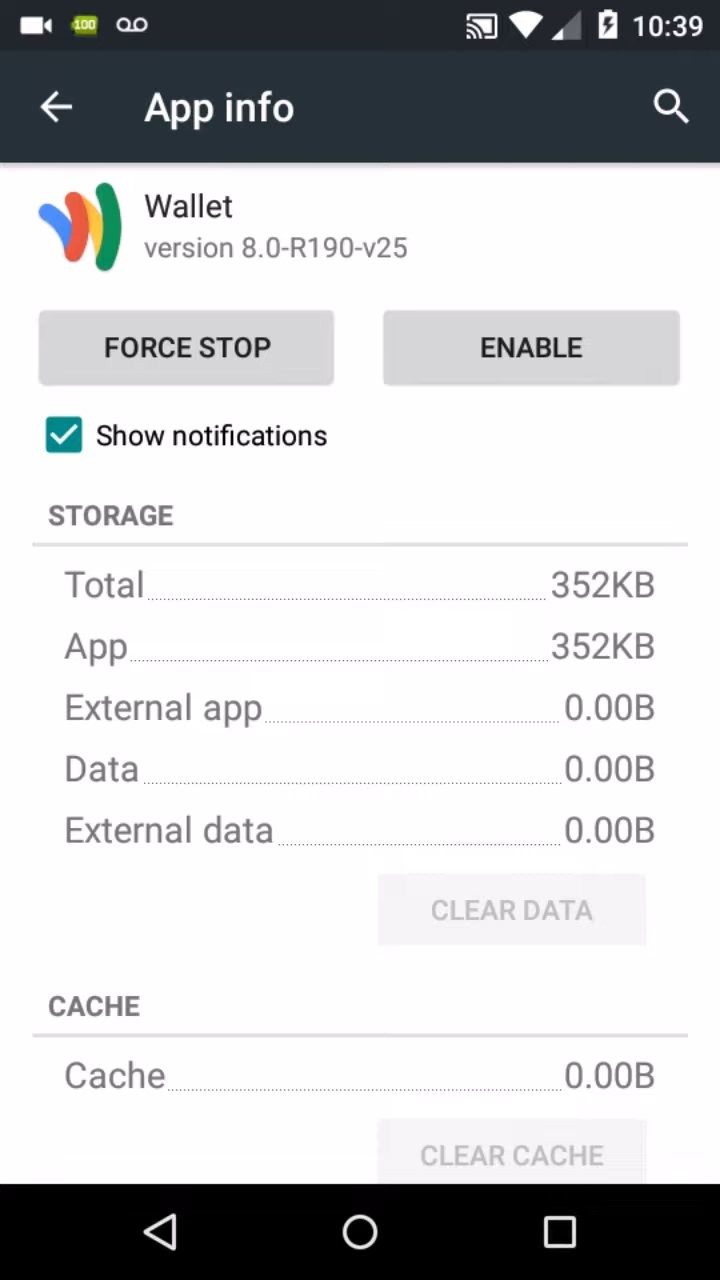 100 10:39
App info
Wallet
version 8.0-R190-v25
FORCE STOP ENABLE
Show notifications
STORAGE
Total 352KB
App 352KB
External app 0.00B
Data 0.00B
External data 0.00B
CLEAR DATA
CACHE
Cache 0.00B
CLEAR CACHE